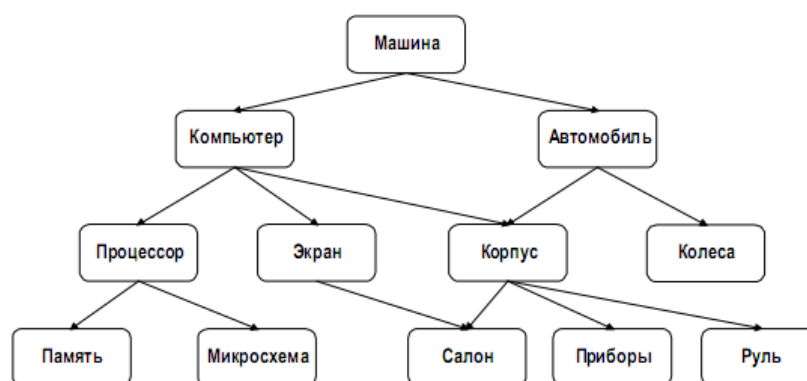 Машина
Компьютер
Автомобиль
Процессор
Экран
Корпус
Колеса
Память
Микросхема
Салон
Приборы
Руль